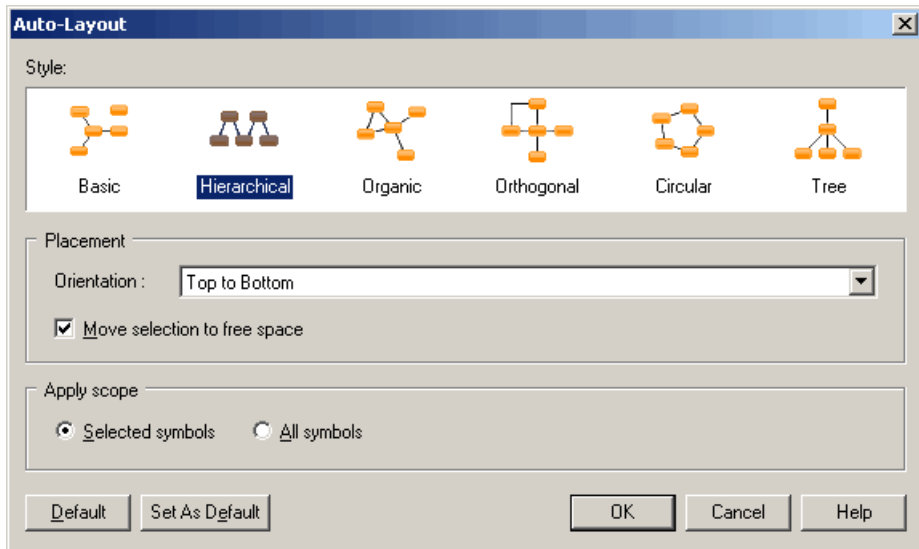 Auto-Layout
Style:
Basic Hierarchical Organic Orthogonal Circular Tree
Placement
Orientation : Top to Bottom
Move selection to free space
Apply scope
Selected symbols All symbols
Default Set As Default OK Cancel Help